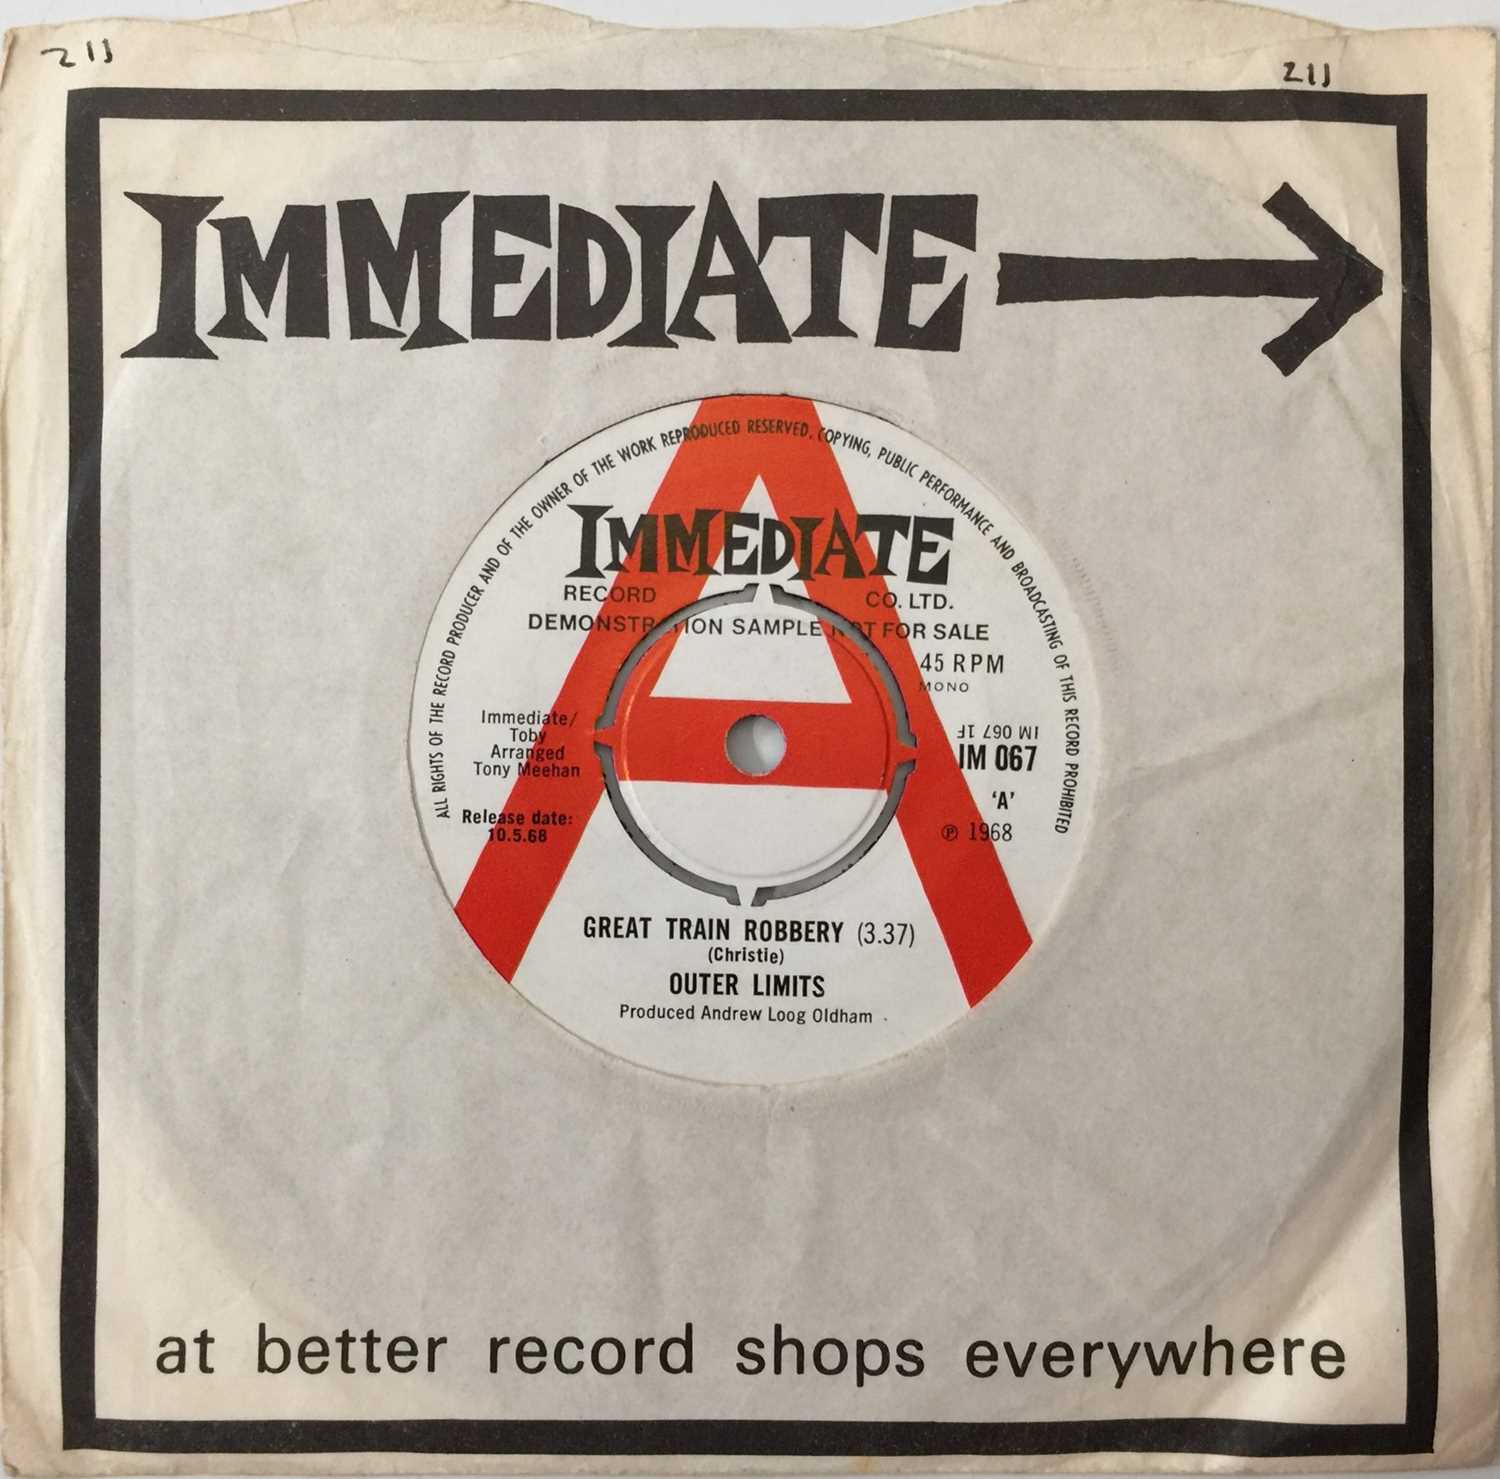 211
211
IMMEDIATE
ALL RIGHTS OF THE RECORD PRODUCER AND OF THE OWNER OF THE WORK REPRODUCED RESERVED. COPYING, PUBLIC PERFORMANCE AND BROADCASTING OF THIS RECORD PROHIBITED
IMMEDIATE
RECORD CO. LTD.
DEMONSTRATION SAMPLE NOT FOR SALE
45 RPM
MONO
Immediate/
Toby
Arranged
Tony Meehan
Release date:
10.5.68
IM 067 1F
IM 067
'A'
℗ 1968
GREAT TRAIN ROBBERY (3.37)
(Christie)
OUTER LIMITS
Produced Andrew Loog Oldham
at better record shops everywhere